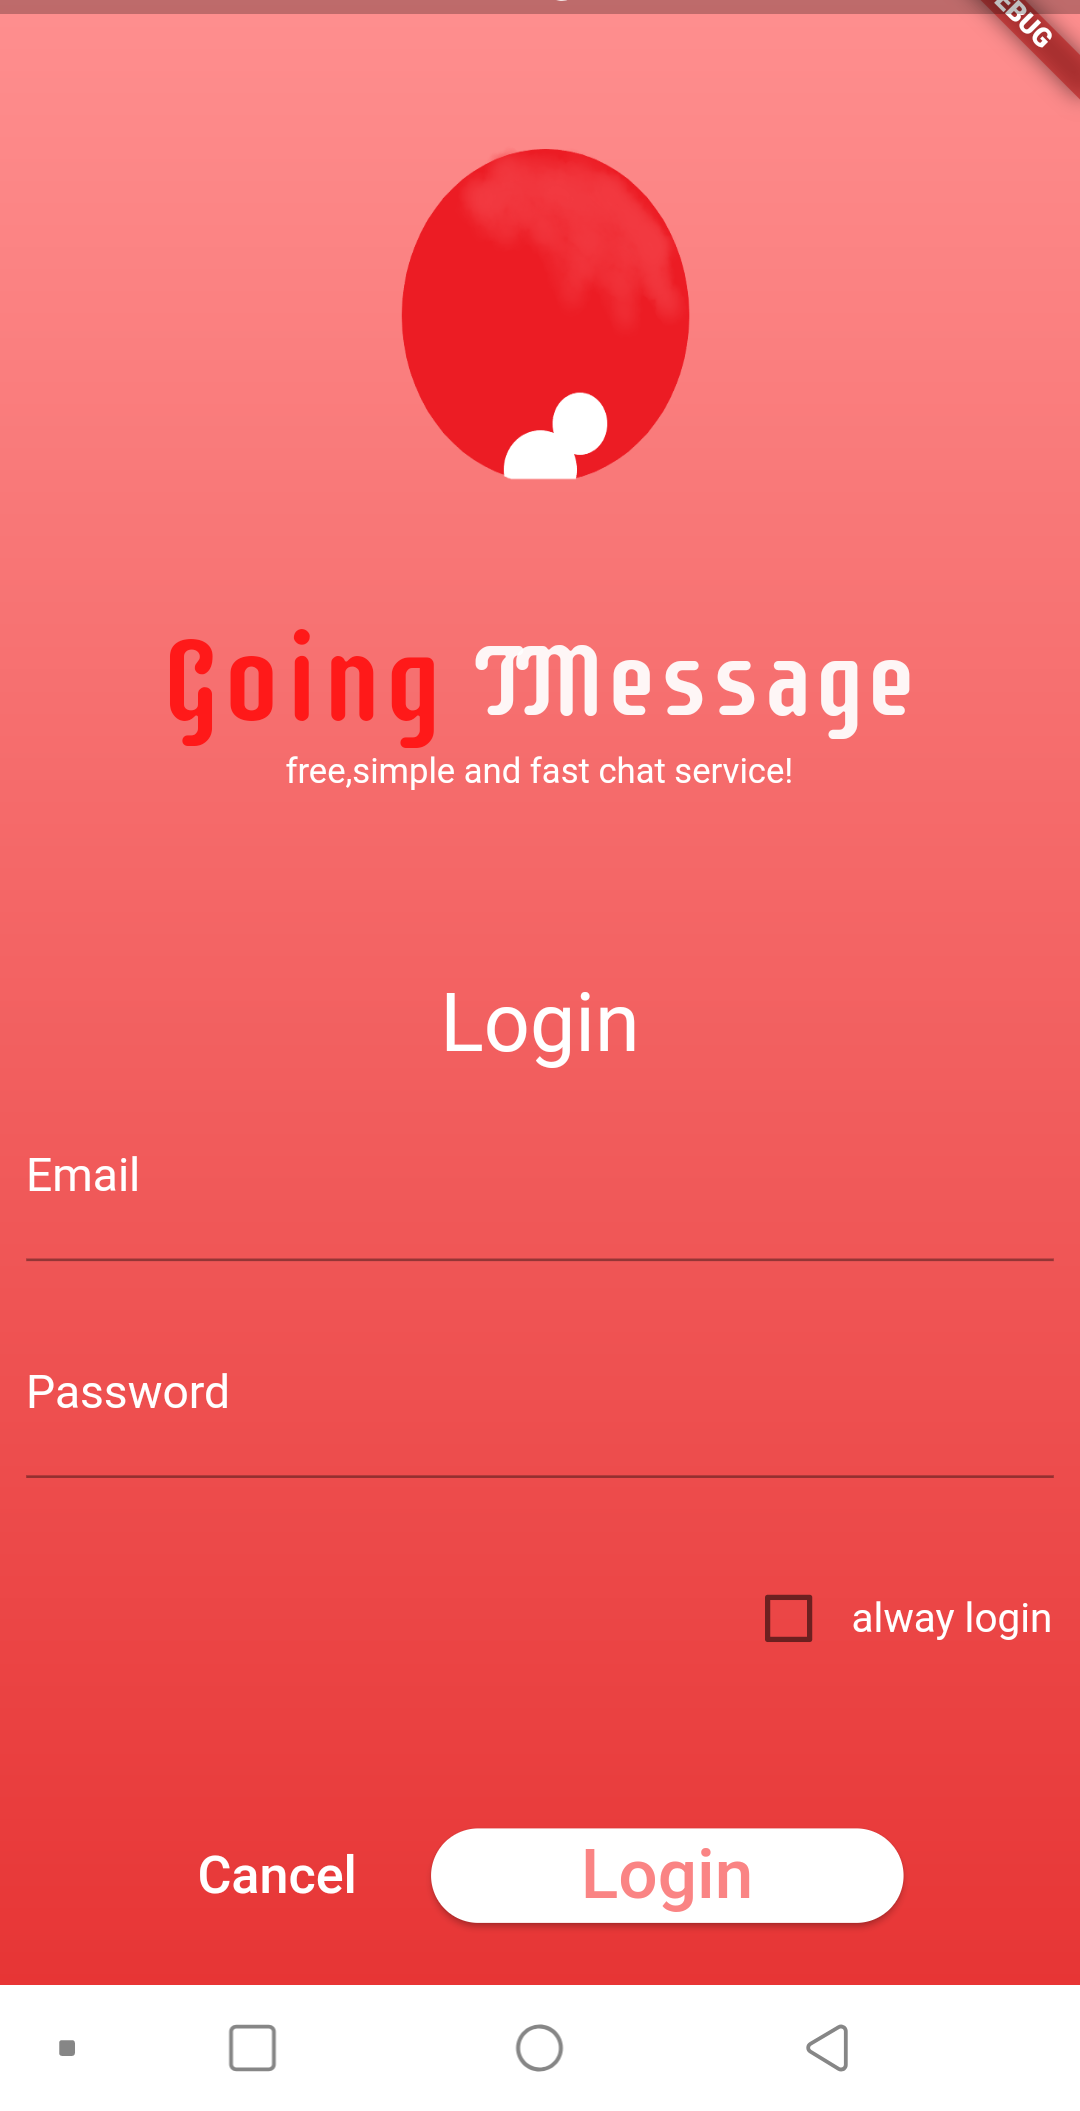 EBUG
Going Message
free,simple and fast chat service!
Login
Email
Password
alway login
Cancel Login